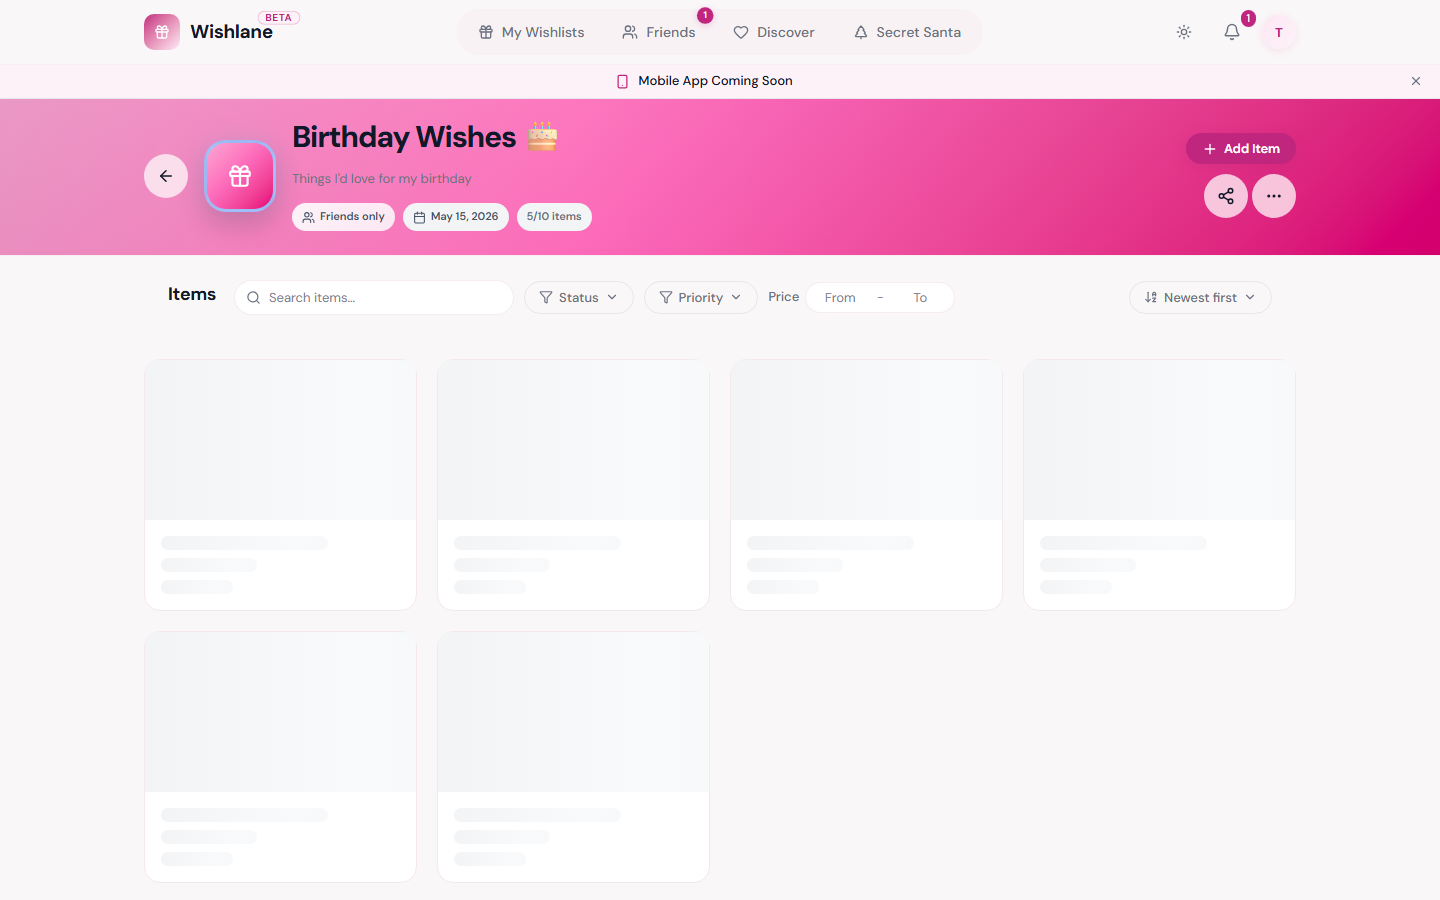 Wishlane
BETA
My Wishlists
Friends
1
Discover
Secret Santa
1
T
Mobile App Coming Soon
Birthday Wishes 🎂
Things I'd love for my birthday
Friends only
May 15, 2026
5/10 items
Add Item
Items
Search items...
Status
Priority
Price
From
-
To
Newest first